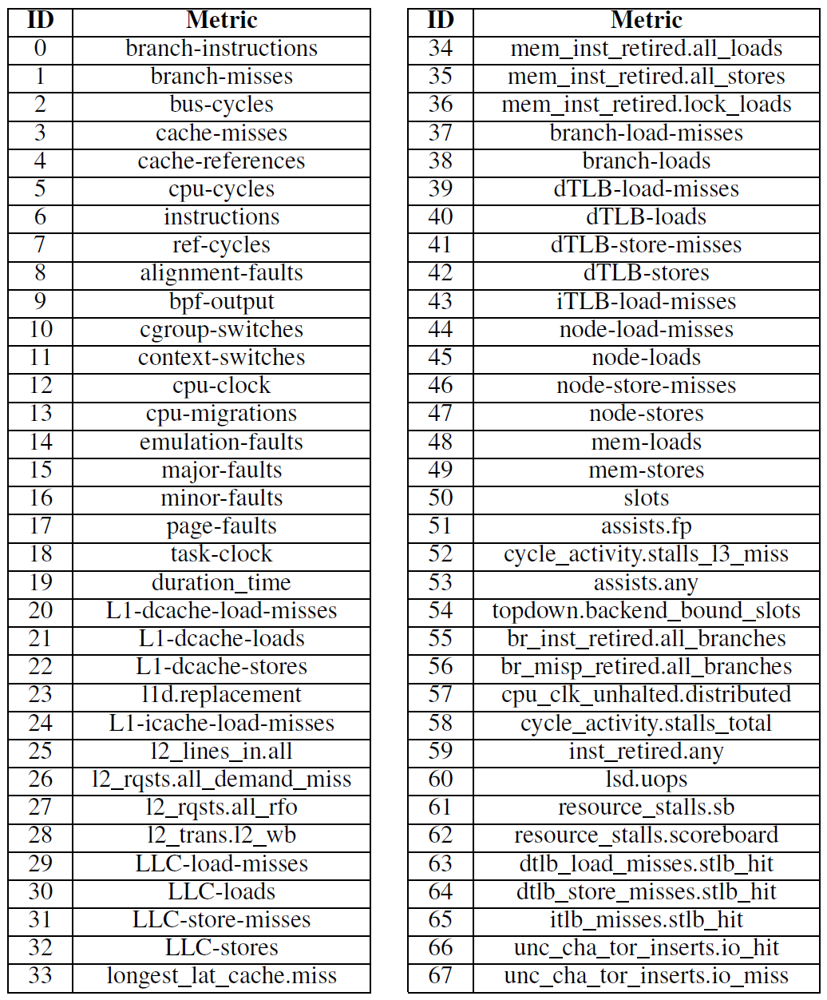 ID Metric
0 branch-instructions
1 branch-misses
2 bus-cycles
3 cache-misses
4 cache-references
5 cpu-cycles
6 instructions
7 ref-cycles
8 alignment-faults
9 bpf-output
10 cgroup-switches
11 context-switches
12 cpu-clock
13 cpu-migrations
14 emulation-faults
15 major-faults
16 minor-faults
17 page-faults
18 task-clock
19 duration_time
20 L1-dcache-load-misses
21 L1-dcache-loads
22 L1-dcache-stores
23 l1d.replacement
24 L1-icache-load-misses
25 l2_lines_in.all
26 l2_rqsts.all_demand_miss
27 l2_rqsts.all_rfo
28 l2_trans.l2_wb
29 LLC-load-misses
30 LLC-loads
31 LLC-store-misses
32 LLC-stores
33 longest_lat_cache.miss
ID Metric
34 mem_inst_retired.all_loads
35 mem_inst_retired.all_stores
36 mem_inst_retired.lock_loads
37 branch-load-misses
38 branch-loads
39 dTLB-load-misses
40 dTLB-loads
41 dTLB-store-misses
42 dTLB-stores
43 iTLB-load-misses
44 node-load-misses
45 node-loads
46 node-store-misses
47 node-stores
48 mem-loads
49 mem-stores
50 slots
51 assists.fp
52 cycle_activity.stalls_l3_miss
53 assists.any
54 topdown.backend_bound_slots
55 br_inst_retired.all_branches
56 br_misp_retired.all_branches
57 cpu_clk_unhalted.distributed
58 cycle_activity.stalls_total
59 inst_retired.any
60 lsd.uops
61 resource_stalls.sb
62 resource_stalls.scoreboard
63 dtlb_load_misses.stlb_hit
64 dtlb_store_misses.stlb_hit
65 itlb_misses.stlb_hit
66 unc_cha_tor_inserts.io_hit
67 unc_cha_tor_inserts.io_miss